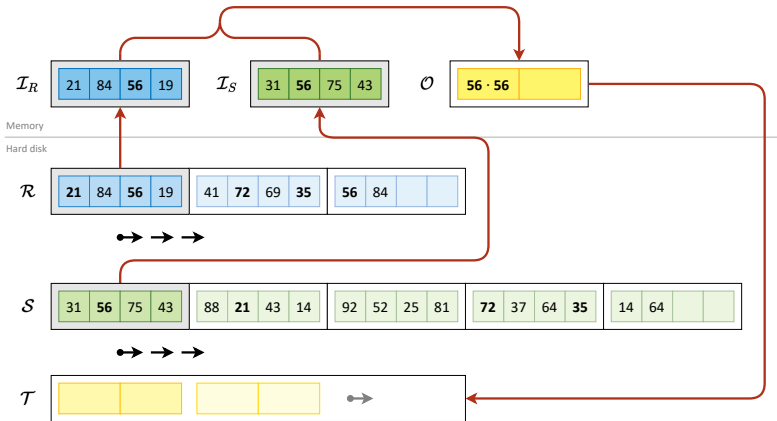 I_R 21 84 56 19 I_S 31 56 75 43 O 56 · 56
Memory
Hard disk
R 21 84 56 19 41 72 69 35 56 84
S 31 56 75 43 88 21 43 14 92 52 25 81 72 37 64 35 14 64
T